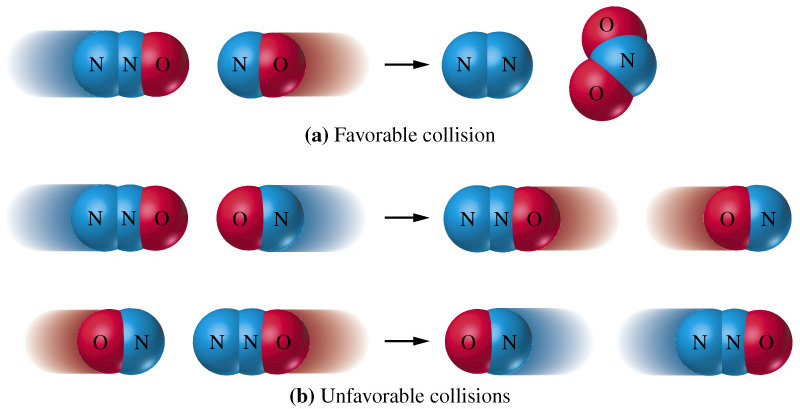 N N O N O N N O N O
(a) Favorable collision
N N O O N N N O O N
O N N N O O N N N O
(b) Unfavorable collisions